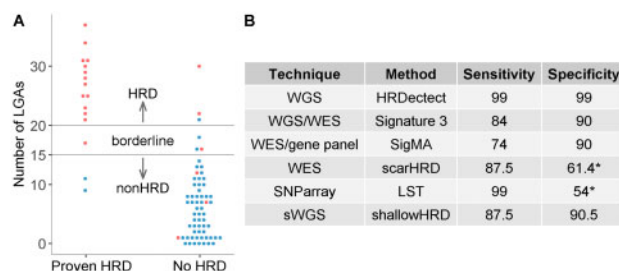 A
Number of LGAs
30
20
15
10
0
HRD
borderline
nonHRD
Proven HRD No HRD
B
Technique Method Sensitivity Specificity
WGS HRDectect 99 99
WGS/WES Signature 3 84 90
WES/gene panel SigMA 74 90
WES scarHRD 87.5 61.4*
SNParray LST 99 54*
sWGS shallowHRD 87.5 90.5